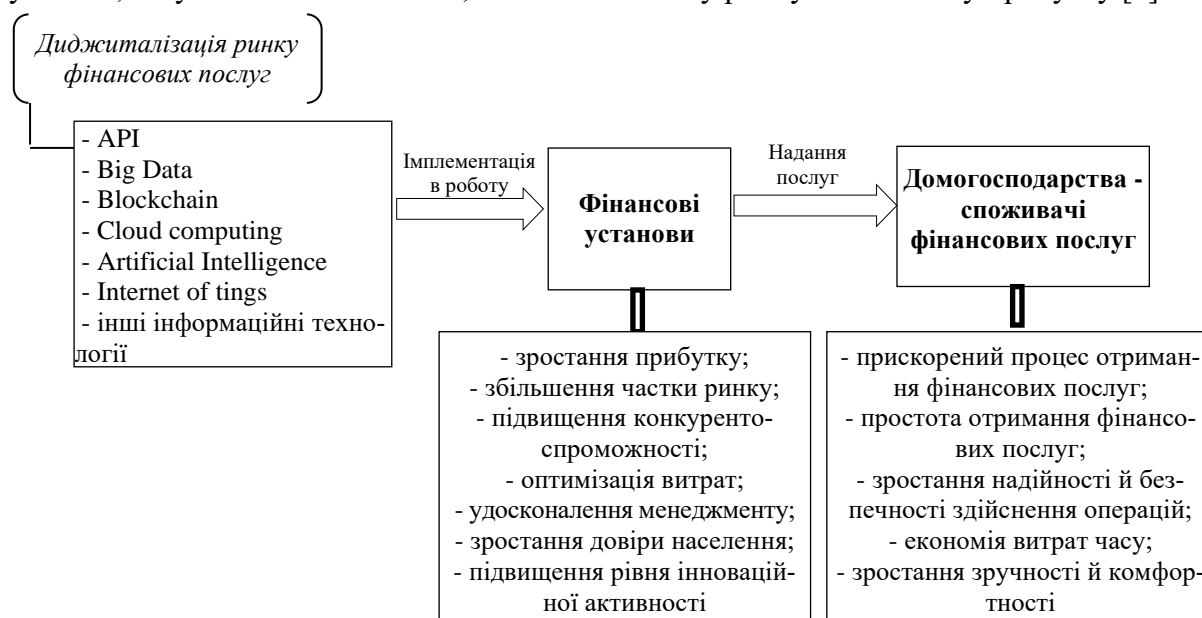 Диджиталізація ринку
фінансових послуг
- API
- Big Data
- Blockchain
- Cloud computing
- Artificial Intelligence
- Internet of tings
- інші інформаційні техно-
логії
Імплементація
в роботу
Фінансові
установи
Надання
послуг
Домогосподарства -
споживачі
фінансових послуг
- зростання прибутку;
- збільшення частки ринку;
- підвищення конкуренто-
спроможності;
- оптимізація витрат;
- удосконалення менеджменту;
- зростання довіри населення;
- підвищення рівня інновацій-
ної активності
- прискорений процес отриман-
ня фінансових послуг;
- простота отримання фінансо-
вих послуг;
- зростання надійності й без-
печності здійснення операцій;
- економія витрат часу;
- зростання зручності й комфор-
тності